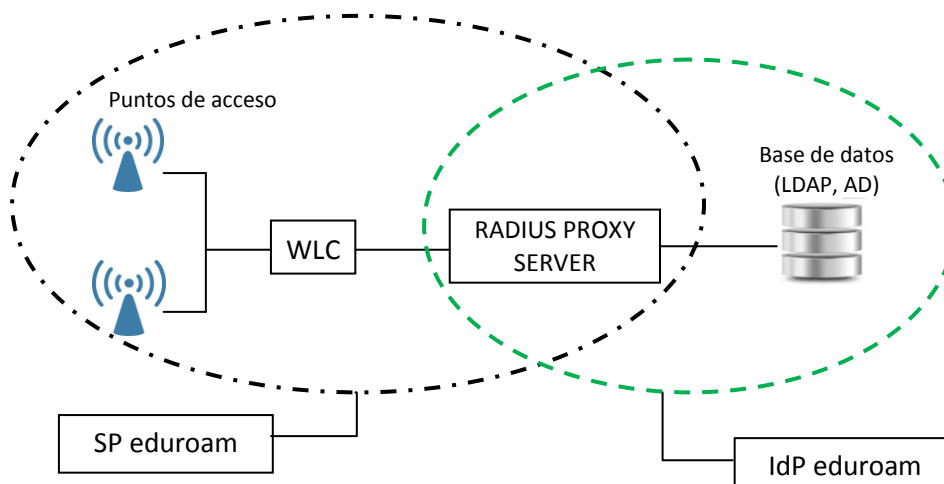 Puntos de acceso
Base de datos
(LDAP, AD)
WLC
RADIUS PROXY
SERVER
SP eduroam
IdP eduroam